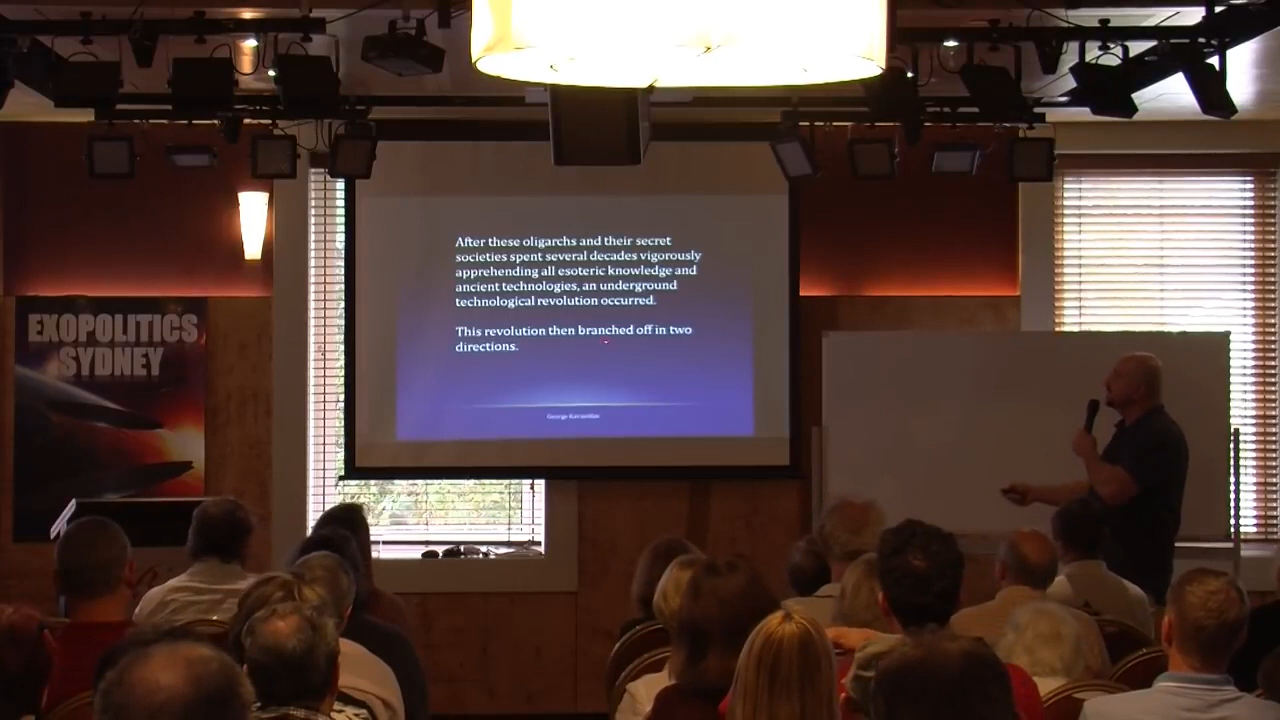 EXOPOLITICS
SYDNEY
After these oligarchs and their secret
societies spent several decades vigorously
apprehending all esoteric knowledge and
ancient technologies, an underground
technological revolution occurred.
This revolution then branched off in two
directions.
George